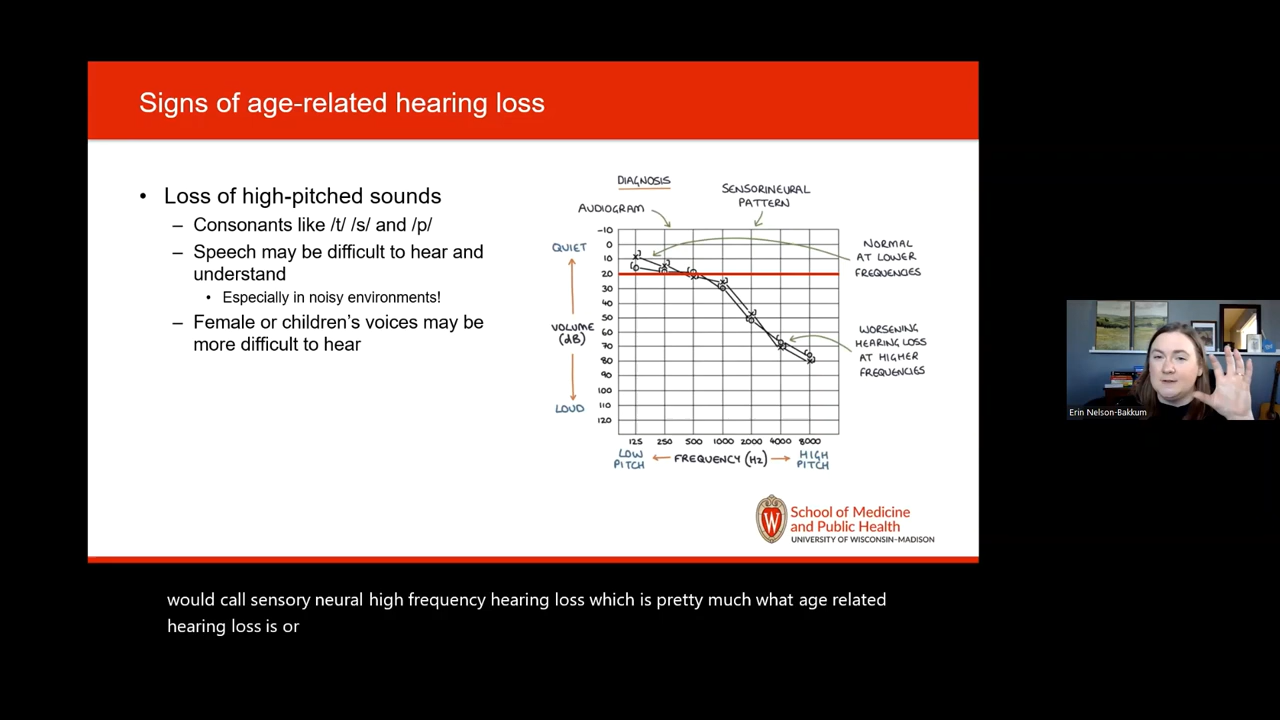 Signs of age-related hearing loss
• Loss of high-pitched sounds
– Consonants like /t/ /s/ and /p/
– Speech may be difficult to hear and
understand
• Especially in noisy environments!
– Female or children's voices may be
more difficult to hear
DIAGNOSIS
AUDIOGRAM
SENSORINEURAL
PATTERN
QUIET
VOLUME
(dB)
LOUD
-10
0
10
20
30
40
50
60
70
80
90
100
110
120
125 250 500 1000 2000 4000 8000
LOW
PITCH
FREQUENCY (Hz)
HIGH
PITCH
NORMAL
AT LOWER
FREQUENCIES
WORSENING
HEARING LOSS
AT HIGHER
FREQUENCIES
W
School of Medicine
and Public Health
UNIVERSITY OF WISCONSIN–MADISON
Erin Nelson-Bakkum
would call sensory neural high frequency hearing loss which is pretty much what age related
hearing loss is or